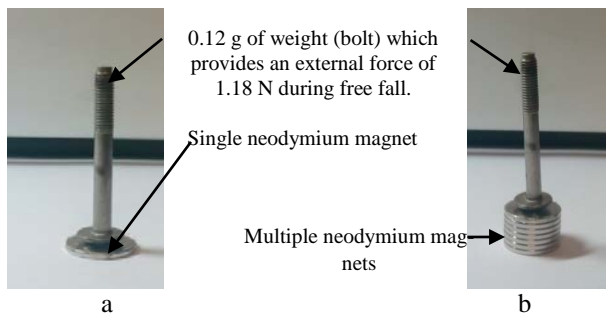 0.12 g of weight (bolt) which
provides an external force of
1.18 N during free fall.
Single neodymium magnet
Multiple neodymium mag-
nets
a
b